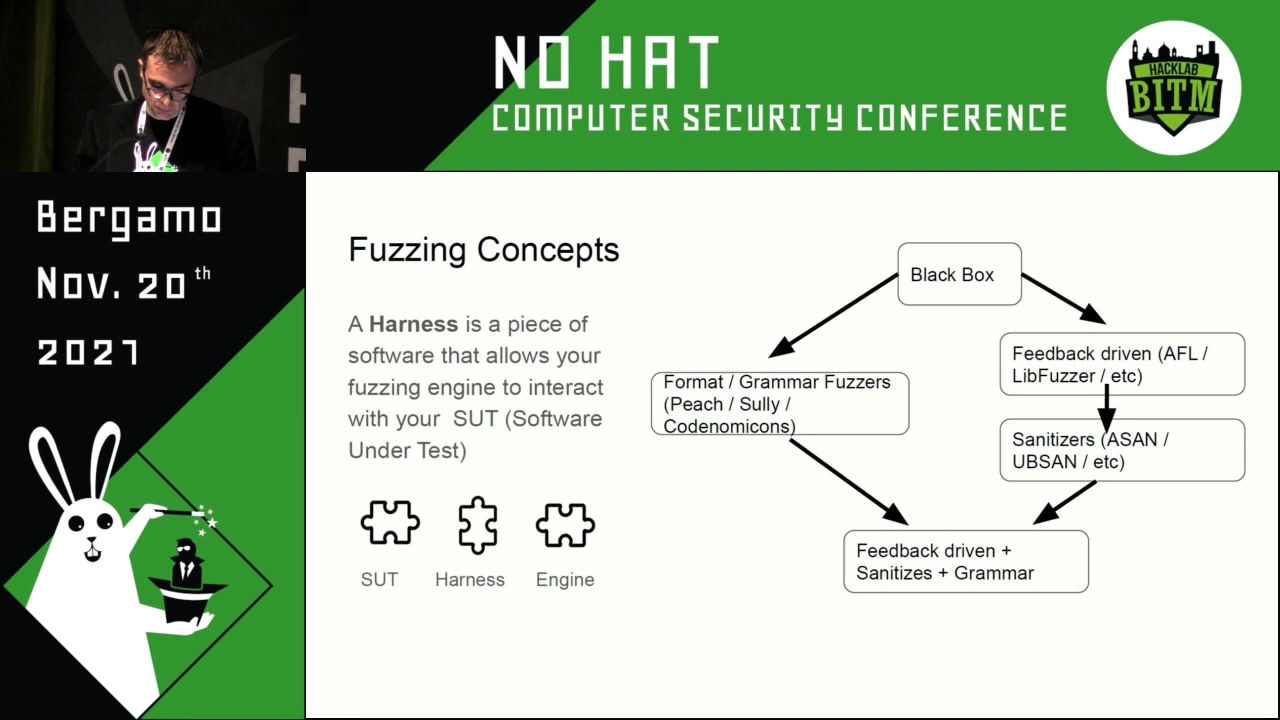 NO HAT
COMPUTER SECURITY CONFERENCE
HACKLAB
BITM
Bergamo
Nov. 20th
2021
Fuzzing Concepts
A Harness is a piece of
software that allows your
fuzzing engine to interact
with your SUT (Software
Under Test)
SUT
Harness
Engine
Black Box
Format / Grammar Fuzzers
(Peach / Sully /
Codenomicons)
Feedback driven (AFL /
LibFuzzer / etc)
Sanitizers (ASAN /
UBSAN / etc)
Feedback driven +
Sanitizes + Grammar